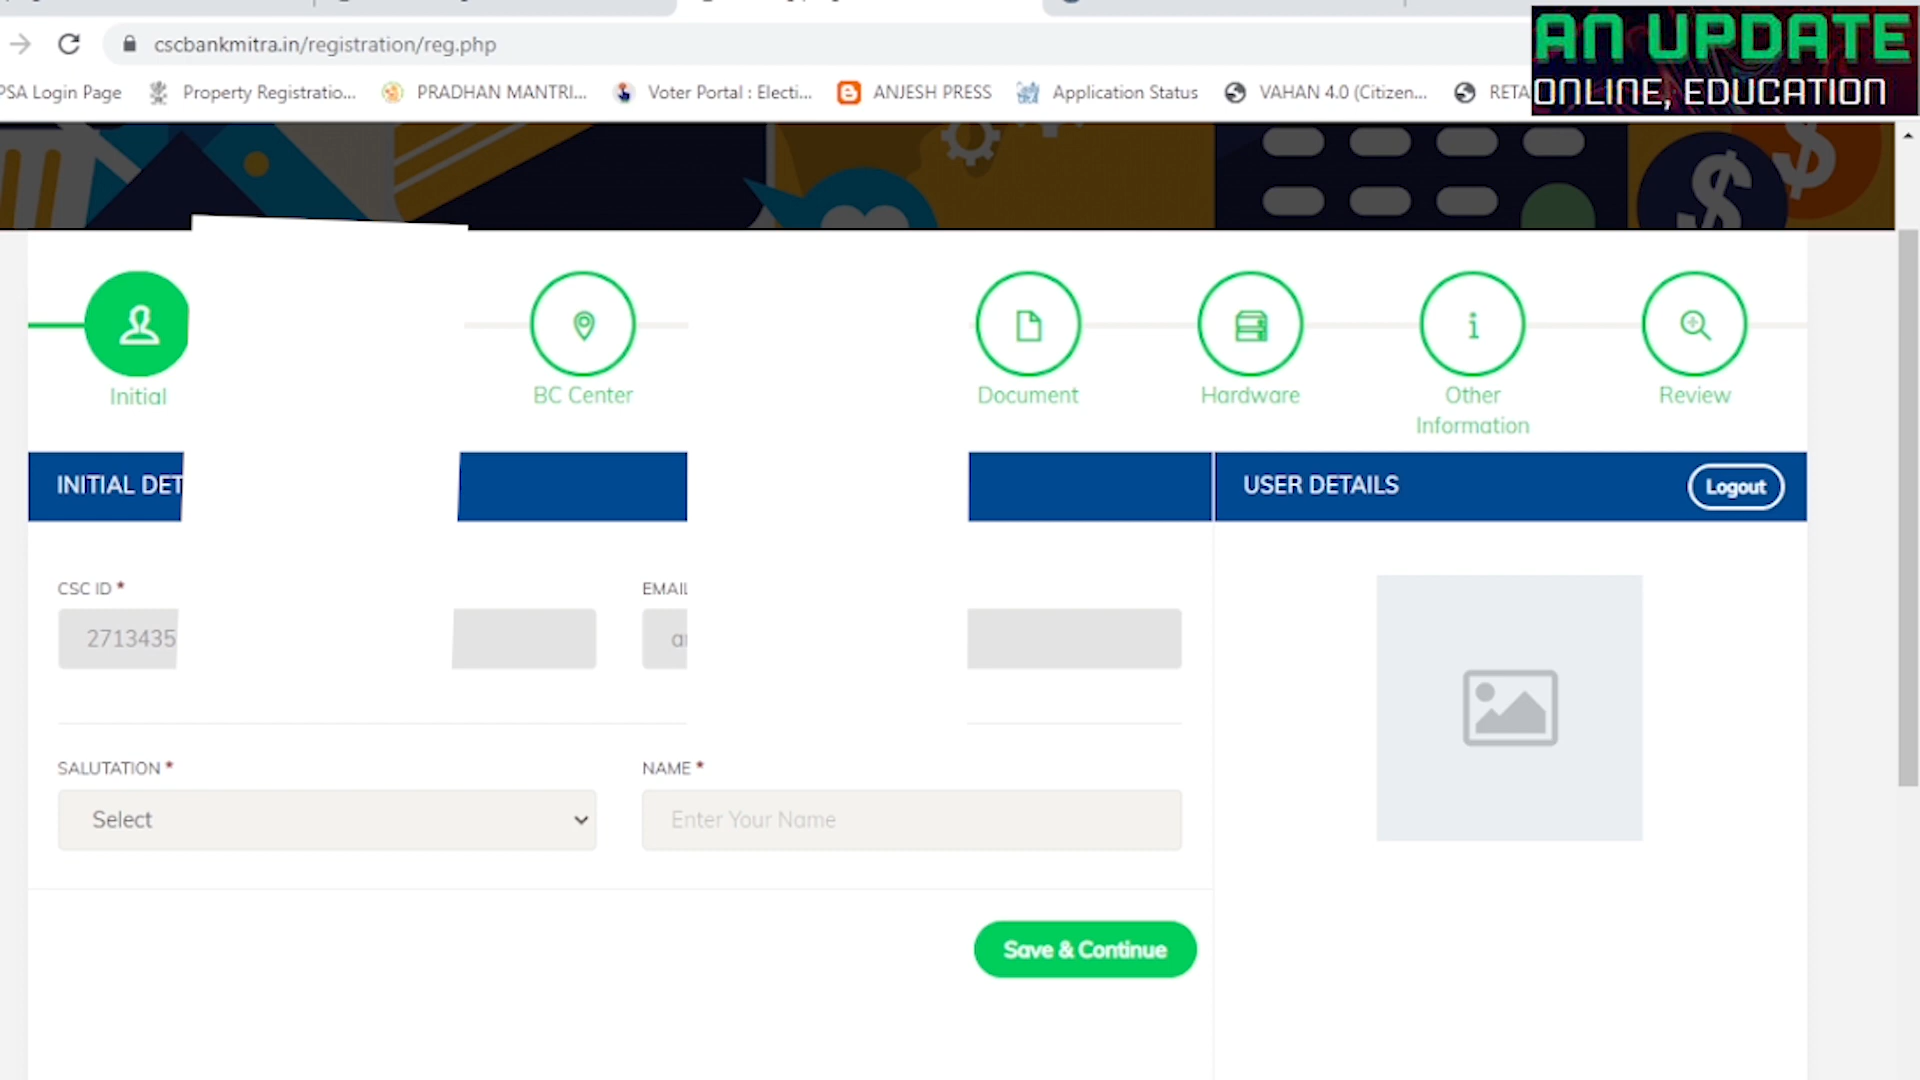 cscbankmitra.in/registration/reg.php
AN UPDATE
ONLINE, EDUCATION
PSA Login Page Property Registratio... PRADHAN MANTRI... Voter Portal : Electi... ANJESH PRESS Application Status VAHAN 4.0 (Citizen... RETA
Initial BC Center Document Hardware Other Review
Information
INITIAL DET USER DETAILS Logout
CSC ID * EMAIL
2713435
SALUTATION * NAME *
Select Enter Your Name
Save & Continue